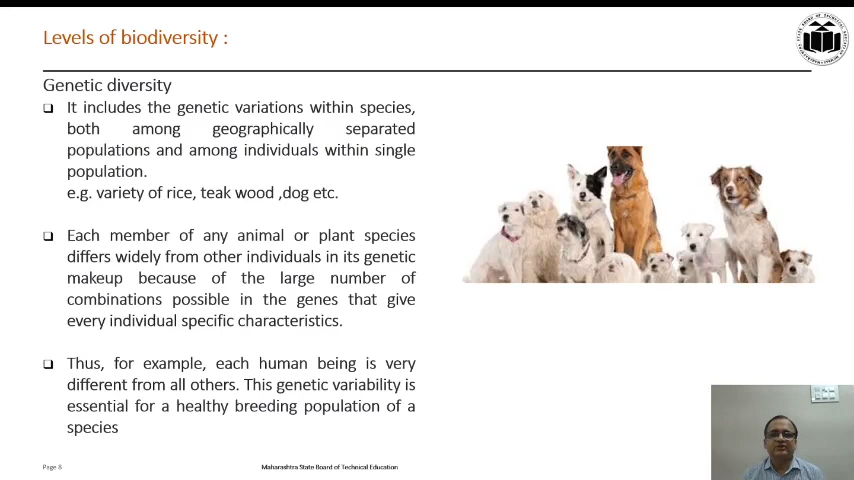 Levels of biodiversity :
Genetic diversity
It includes the genetic variations within species,
both among geographically separated
populations and among individuals within single
population.
e.g. variety of rice, teak wood ,dog etc.
Each member of any animal or plant species
differs widely from other individuals in its genetic
makeup because of the large number of
combinations possible in the genes that give
every individual specific characteristics.
Thus, for example, each human being is very
different from all others. This genetic variability is
essential for a healthy breeding population of a
species
Page 8
Maharashtra State Board of Technical Education